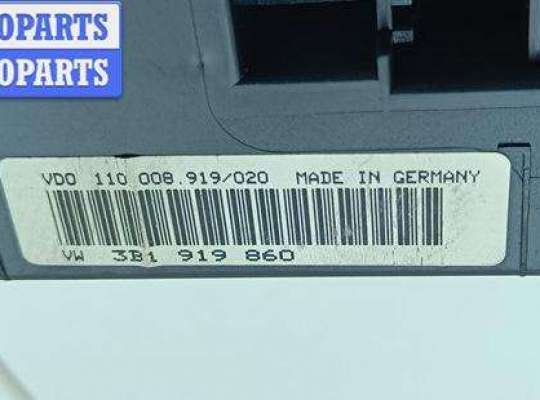 OPARTS
OPARTS
VDO 110 008.919/020 MADE IN GERMANY
VW 3B1 919 860